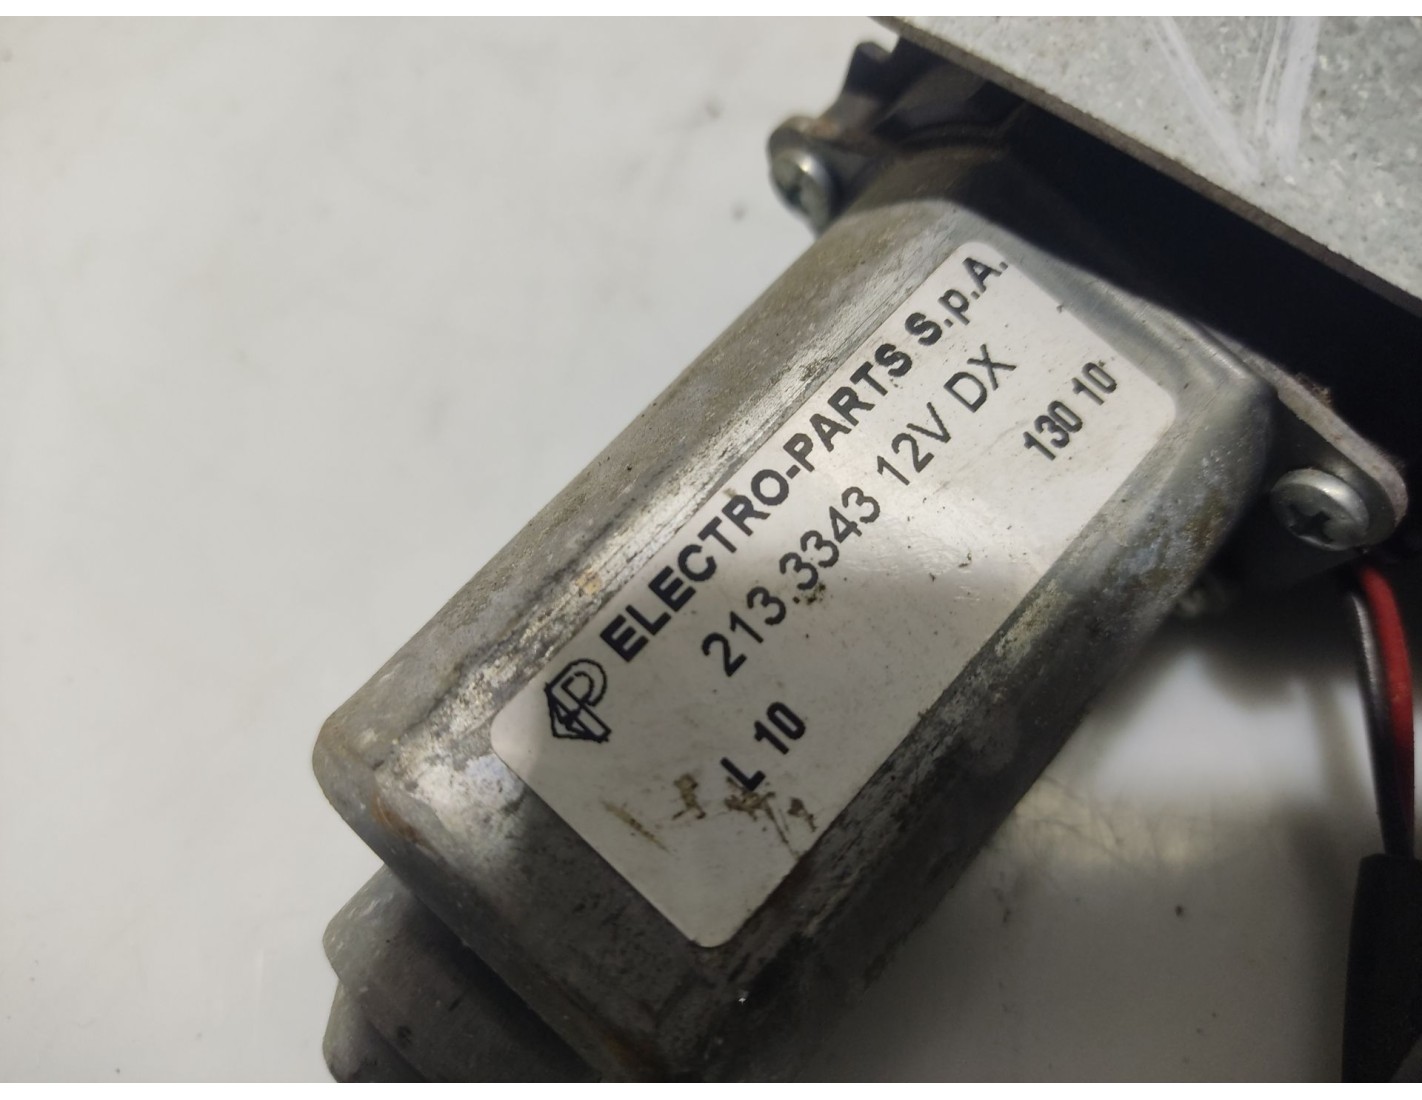 ELECTRO-PARTS S.p.A.
213.3343 12V DX
L 10 130 10